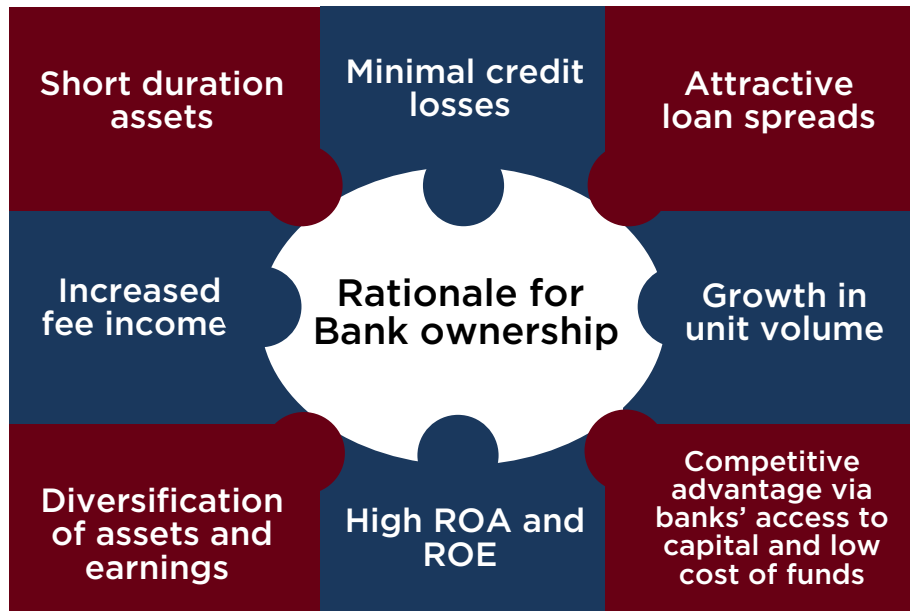 Short duration
assets
Minimal credit
losses
Attractive
loan spreads
Increased
fee income
Rationale for
Bank ownership
Growth in
unit volume
Diversification
of assets and
earnings
High ROA and
ROE
Competitive
advantage via
banks’ access to
capital and low
cost of funds